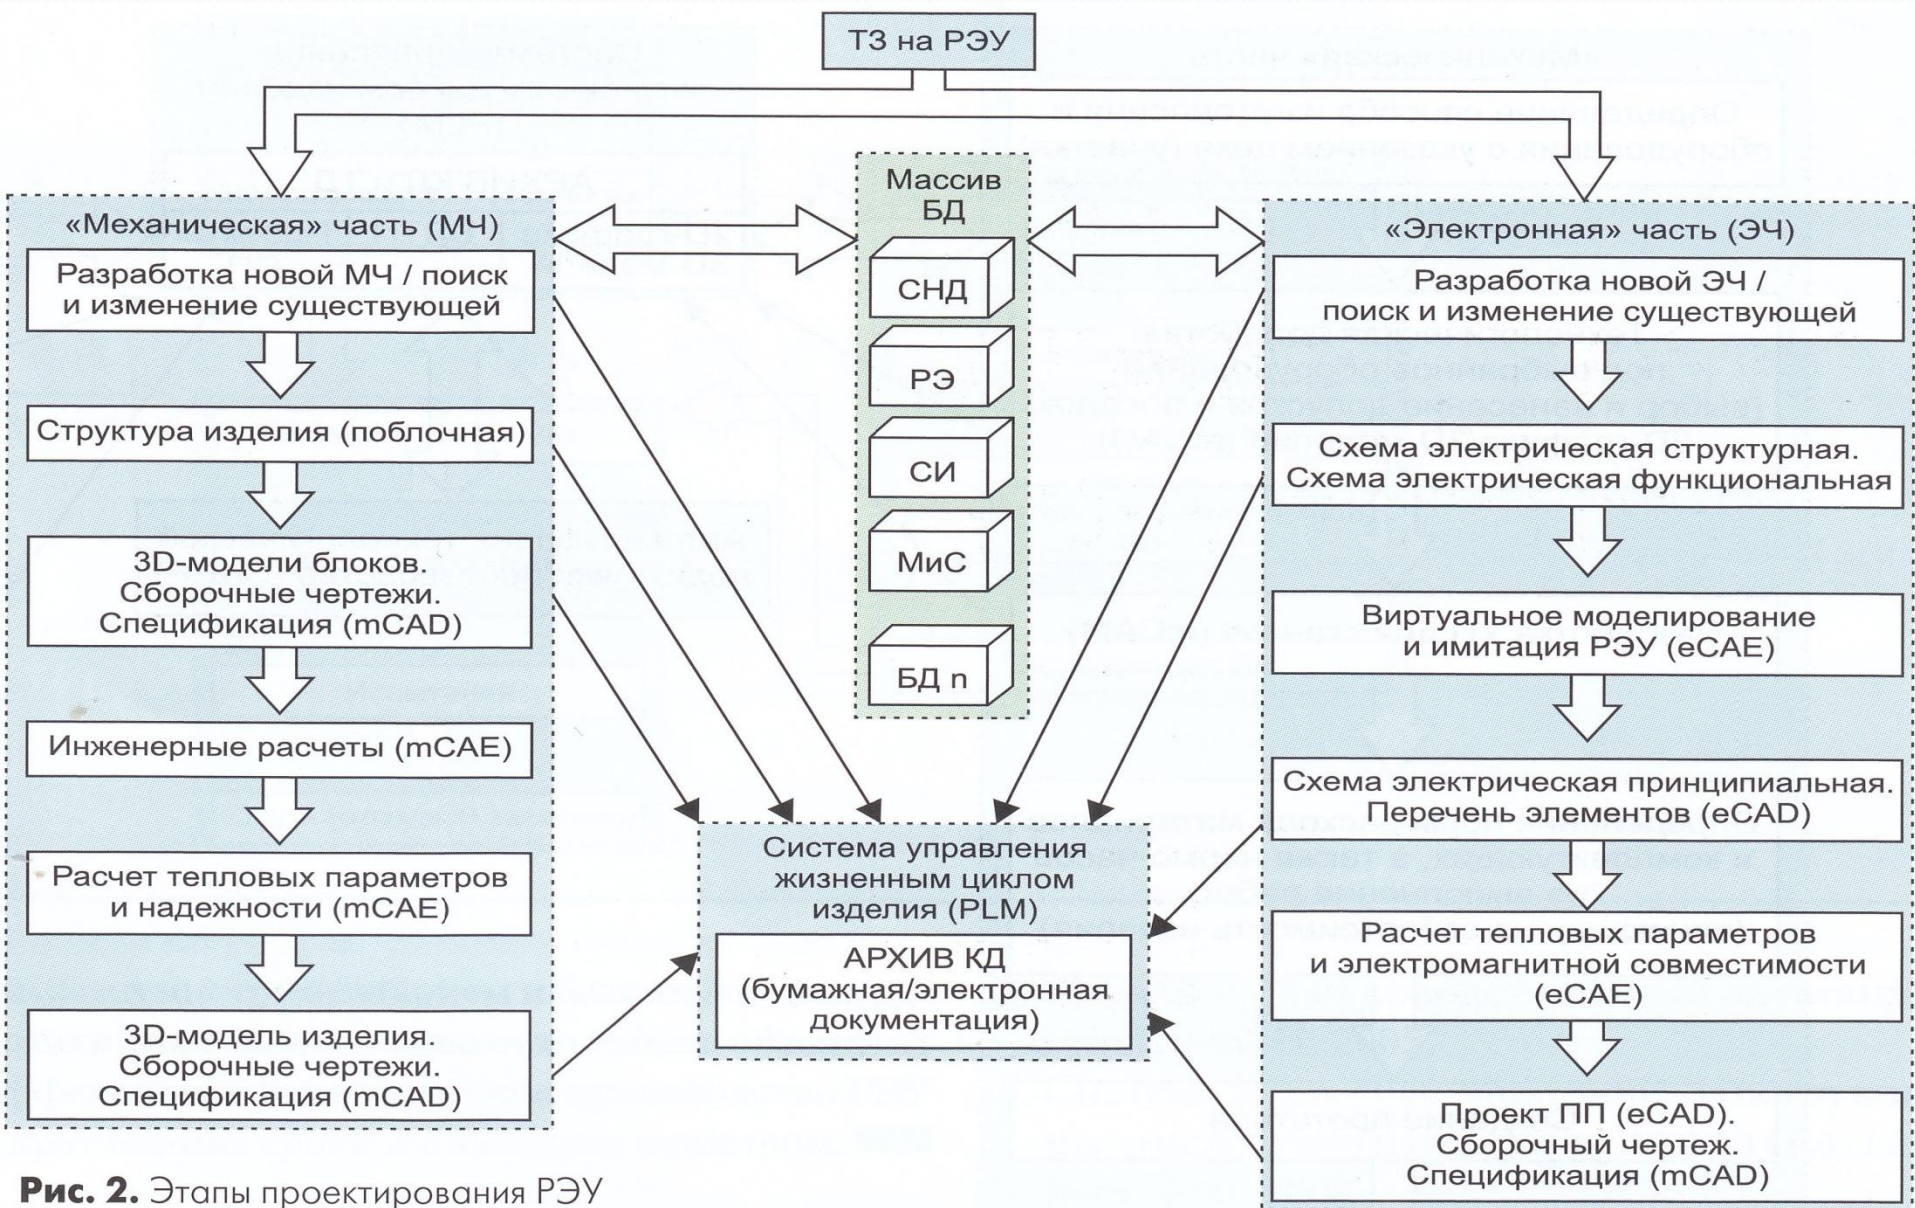 ТЗ на РЭУ
«Механическая» часть (МЧ)
Разработка новой МЧ / поиск
и изменение существующей
Структура изделия (поблочная)
3D-модели блоков.
Сборочные чертежи.
Спецификация (mCAD)
Инженерные расчеты (mCAE)
Расчет тепловых параметров
и надежности (mCAE)
3D-модель изделия.
Сборочные чертежи.
Спецификация (mCAD)
Массив
БД
СНД
РЭ
СИ
МиС
БД n
Система управления
жизненным циклом
изделия (PLM)
АРХИВ КД
(бумажная/электронная
документация)
«Электронная» часть (ЭЧ)
Разработка новой ЭЧ /
поиск и изменение существующей
Схема электрическая структурная.
Схема электрическая функциональная
Виртуальное моделирование
и имитация РЭУ (eCAE)
Схема электрическая принципиальная.
Перечень элементов (eCAD)
Расчет тепловых параметров
и электромагнитной совместимости
(eCAE)
Проект ПП (eCAD).
Сборочный чертеж.
Спецификация (mCAD)
Рис. 2. Этапы проектирования РЭУ